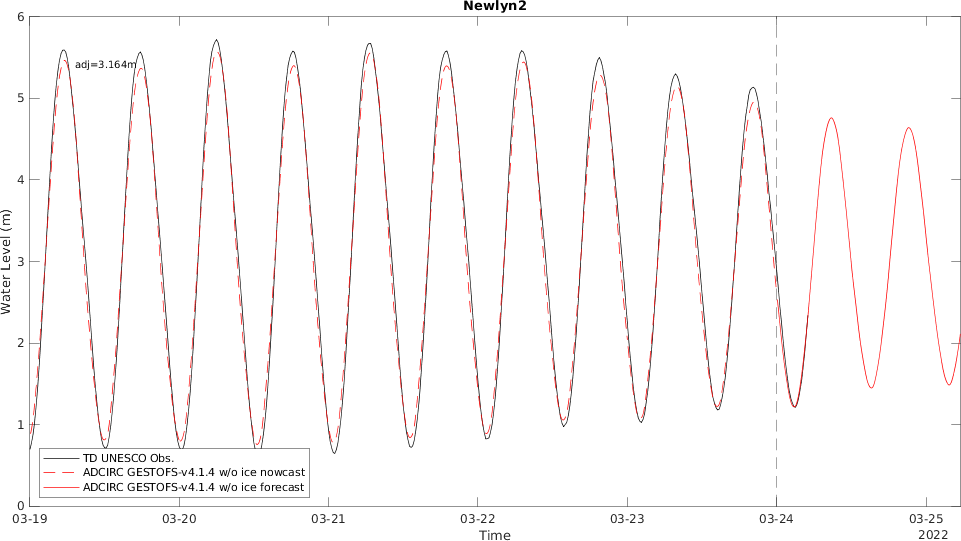 Newlyn2
6
5
4
3
2
1
0
Water Level (m)
adj=3.164m
TD UNESCO Obs.
ADCIRC GESTOFS-v4.1.4 w/o ice nowcast
ADCIRC GESTOFS-v4.1.4 w/o ice forecast
03-19 03-20 03-21 03-22 03-23 03-24 03-25
Time
2022